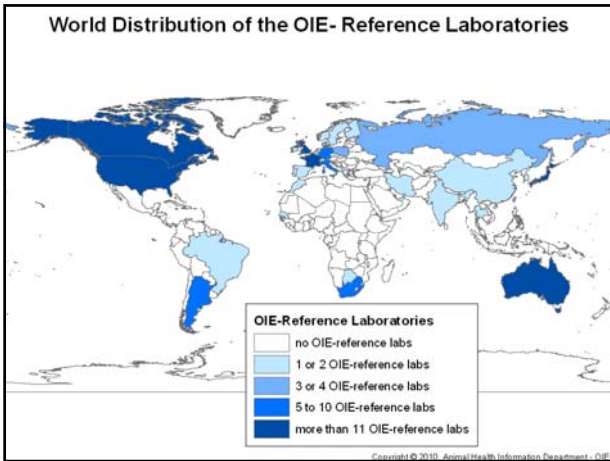 World Distribution of the OIE- Reference Laboratories
OIE-Reference Laboratories
no OIE-reference labs
1 or 2 OIE-reference labs
3 or 4 OIE-reference labs
5 to 10 OIE-reference labs
more than 11 OIE-reference labs
Copyright © 2010, Animal Health Information Department - OIE